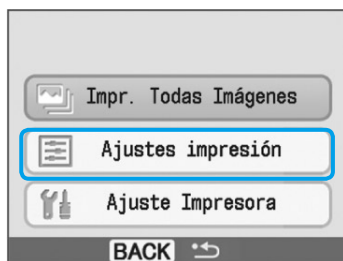 Impr. Todas Imágenes
Ajustes impresión
Ajuste Impresora
BACK